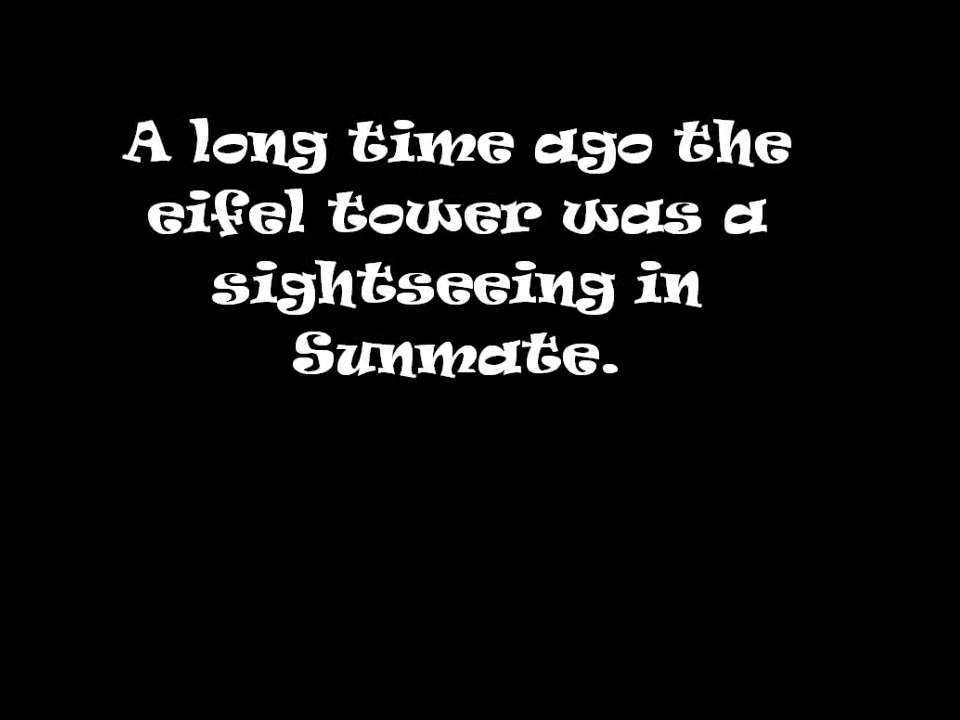 A long time ago the
eifel tower was a
sightseeing in
Sunmate.